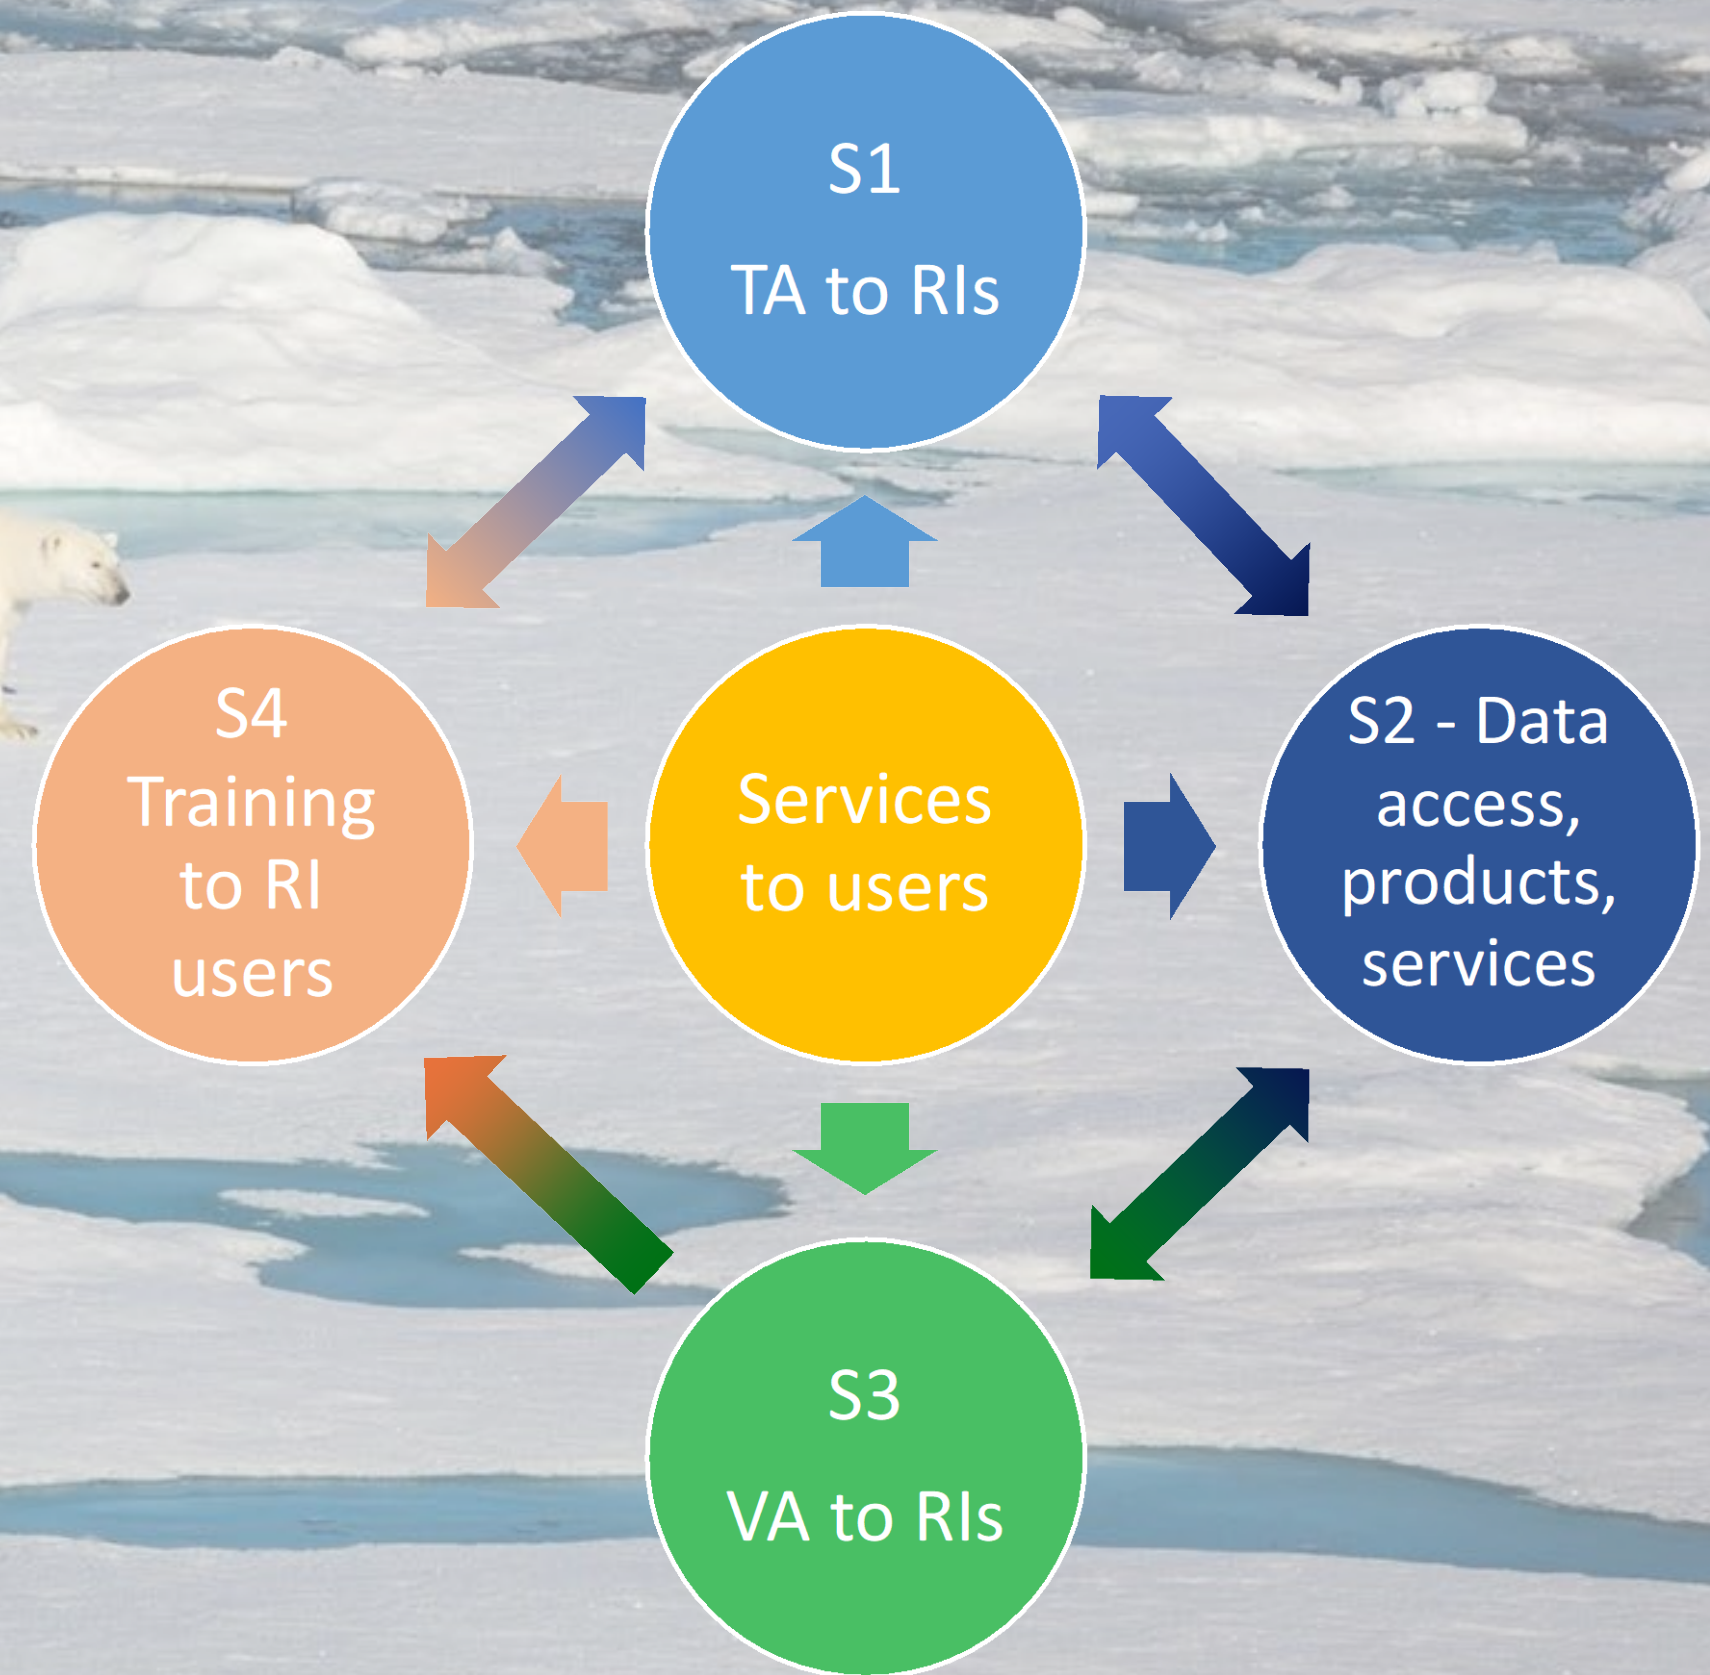 S1
TA to RIs
S4
Training
to RI
users
Services
to users
S2 - Data
access,
products,
services
S3
VA to RIs